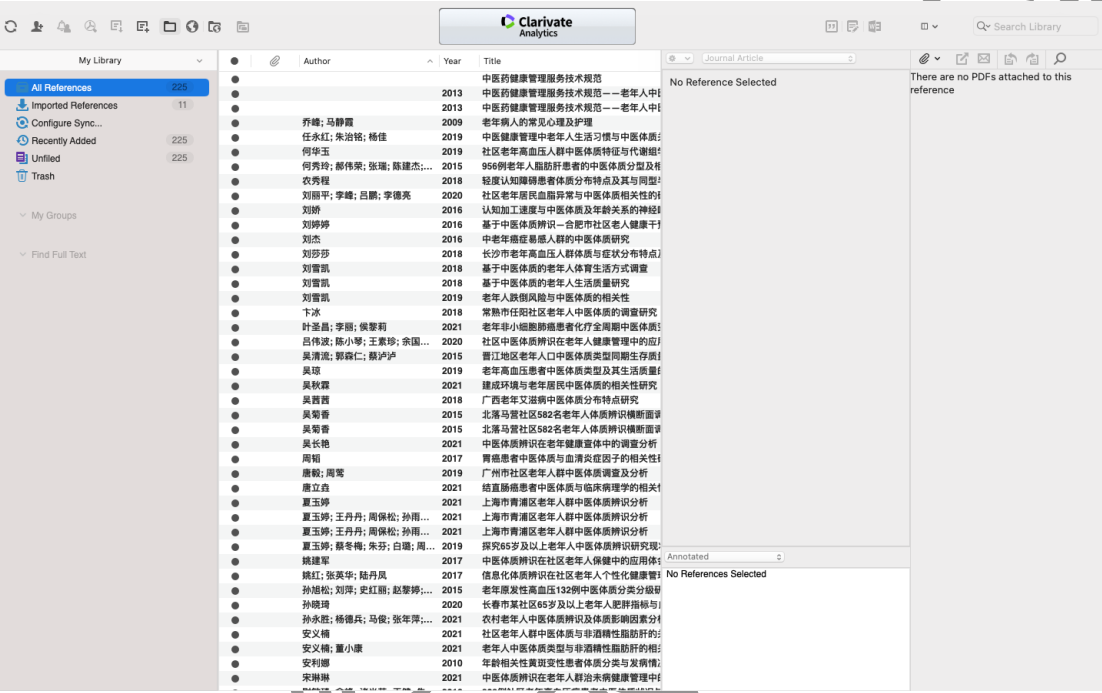 Clarivate
Analytics
Search Library
My Library
All References 225
Imported References 11
Configure Sync...
Recently Added 225
Unfiled 225
Trash
My Groups
Find Full Text
Author Year Title
中医药健康管理服务技术规范
2013 中医药健康管理服务技术规范——老年人中医
2013 中医药健康管理服务技术规范——老年人中医
乔峰; 马静霞 2009 老年病人的常见心理及护理
任永红; 朱治铭; 杨佳 2019 中医健康管理中老年人生活习惯与中医体质
何华玉 2019 社区老年高血压人群中医体质特征与代谢组
何秀玲; 郝伟荣; 张瑞; 陈建杰;... 2015 956例老年人脂肪肝患者的中医体质分型及
农秀程 2018 轻度认知障碍患者体质分布特点及其与同型
刘丽平; 李峰; 吕鹏; 李德亮 2020 社区老年居民血脂异常与中医体质相关性的
刘娇 2016 认知加工速度与中医体质及年龄关系的神经
刘婷婷 2016 基于中医体质辨识—合肥市社区老人健康干
刘杰 2016 中老年癌症易感人群的中医体质研究
刘莎莎 2018 长沙市老年高血压人群体质与症状分布特点
刘雪凯 2018 基于中医体质的老年人体育生活方式调查
刘雪凯 2018 基于中医体质的老年人生活质量研究
刘雪凯 2019 老年人跌倒风险与中医体质的相关性
卞冰 2018 常熟市任阳社区老年人中医体质的调查研究
叶圣昌; 李丽; 侯黎莉 2021 老年非小细胞肺癌患者化疗全周期中医体质
吕伟波; 陈小琴; 王素珍; 余国... 2020 社区中医体质辨识在老年人健康管理中的应
吴清流; 郭森仁; 蔡泸泸 2015 晋江地区老年人口中医体质类型同期生存质
吴琼 2019 老年高血压患者中医体质类型及其生活质量
吴秋霖 2021 建成环境与老年居民中医体质的相关性研究
吴茜茜 2018 广西老年艾滋病中医体质分布特点研究
吴菊香 2015 北落马营社区582名老年人体质辨识横断面
吴菊香 2015 北落马营社区582名老年人体质辨识横断面
吴长艳 2021 中医体质辨识在老年健康查体中的调查分析
周韬 2017 胃癌患者中医体质与血清炎症因子的相关性
唐毅; 周莺 2019 广州市社区老年人群中医体质调查及分析
唐立垚 2021 结直肠癌患者中医体质与临床病理学的相关
夏玉婷 2021 上海市青浦区老年人群中医体质辨识分析
夏玉婷; 王丹丹; 周保松; 孙雨... 2021 上海市青浦区老年人群中医体质辨识分析
夏玉婷; 王丹丹; 周保松; 孙雨... 2021 上海市青浦区老年人群中医体质辨识分析
夏玉婷; 蔡冬梅; 朱芬; 白璐; 周... 2019 探究65岁及以上老年人中医体质辨识研究现
姚建军 2017 中医体质辨识在社区老年人保健中的应用体
姚红; 张英华; 陆丹凤 2017 信息化体质辨识在社区老年人个性化健康管
孙旭松; 刘萍; 史红丽; 赵黎婷;... 2015 老年原发性高血压132例中医体质分类分级
孙晓琦 2020 长春市某社区65岁及以上老年人肥胖指标与
孙永胜; 杨德兵; 马俊; 张年萍;... 2021 农村老年人中医体质辨识及体质影响因素分
安义楠 2021 社区老年人群中医体质与非酒精性脂肪肝的
安义楠; 董小康 2021 老年人中医体质类型与非酒精性脂肪肝的相
安利娜 2010 年龄相关性黄斑变性患者体质分类与发病情
宋琳琳 2021 中医体质辨识在老年人群治未病健康管理中
Journal Article
No Reference Selected
Annotated
No References Selected
There are no PDFs attached to this
reference